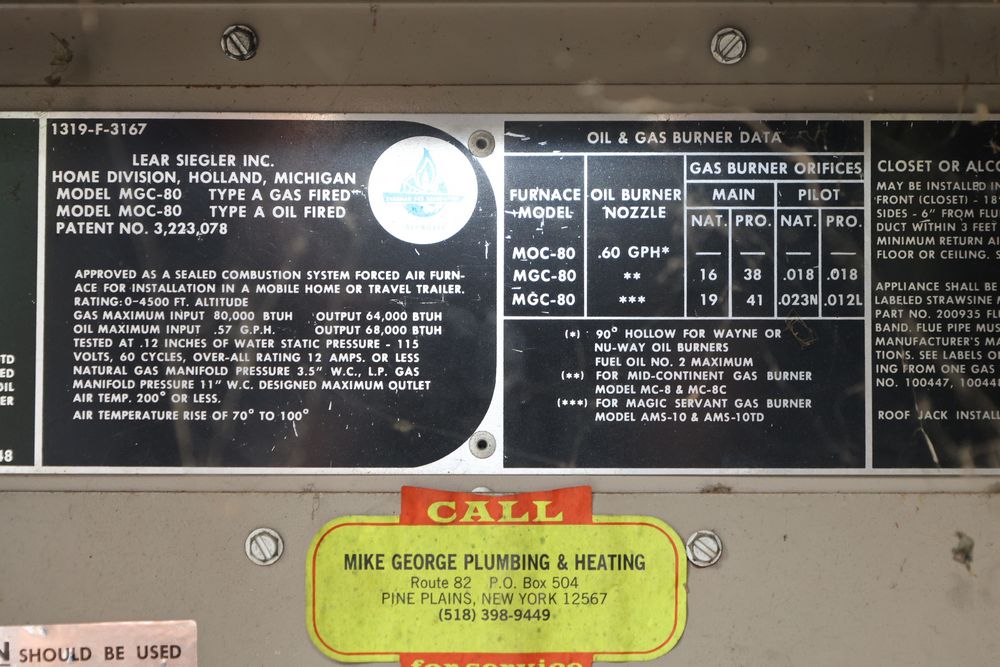 1319-F-3167
LEAR SIEGLER INC.
HOME DIVISION, HOLLAND, MICHIGAN
MODEL MGC-80 TYPE A GAS FIRED
MODEL MOC-80 TYPE A OIL FIRED
PATENT NO. 3,223,078
APPROVED AS A SEALED COMBUSTION SYSTEM FORCED AIR FURN-
ACE FOR INSTALLATION IN A MOBILE HOME OR TRAVEL TRAILER.
RATING: 0-4500 FT. ALTITUDE
GAS MAXIMUM INPUT 80,000 BTUH OUTPUT 64,000 BTUH
OIL MAXIMUM INPUT .57 G.P.H. OUTPUT 68,000 BTUH
TESTED AT .12 INCHES OF WATER STATIC PRESSURE - 115
VOLTS, 60 CYCLES, OVER-ALL RATING 12 AMPS. OR LESS
NATURAL GAS MANIFOLD PRESSURE 3.5" W.C., L.P. GAS
MANIFOLD PRESSURE 11" W.C. DESIGNED MAXIMUM OUTLET
AIR TEMP. 200° OR LESS.
AIR TEMPERATURE RISE OF 70° TO 100°
OIL & GAS BURNER DATA
FURNACE MODEL OIL BURNER NOZZLE GAS BURNER ORIFICES
MAIN PILOT
NAT. PRO. NAT. PRO.
MOC-80 .60 GPH* — — — —
MGC-80 ** 16 38 .018 .018
MGC-80 *** 19 41 .023N .012L
(*) 90° HOLLOW FOR WAYNE OR
NU-WAY OIL BURNERS
FUEL OIL NO. 2 MAXIMUM
(**) FOR MID-CONTINENT GAS BURNER
MODEL MC-8 & MC-8C
(***) FOR MAGIC SERVANT GAS BURNER
MODEL AMS-10 & AMS-10TD
CLOSET OR ALCO
MAY BE INSTALLED IN
FRONT (CLOSET) - 18"
SIDES - 6" FROM FLU
DUCT WITHIN 3 FEET
MINIMUM RETURN AI
FLOOR OR CEILING. S
APPLIANCE SHALL BE
LABELED STRAWSINE
PART NO. 200935 FL
BAND. FLUE PIPE MUS
MANUFACTURER'S MA
TIONS. SEE LABELS O
ING FROM ONE GAS
NO. 100447, 10044
ROOF JACK INSTALL
TD
ED
OIL
ER
48
CALL
MIKE GEORGE PLUMBING & HEATING
Route 82 P.O. Box 504
PINE PLAINS, NEW YORK 12567
(518) 398-9449
for service
N SHOULD BE USED